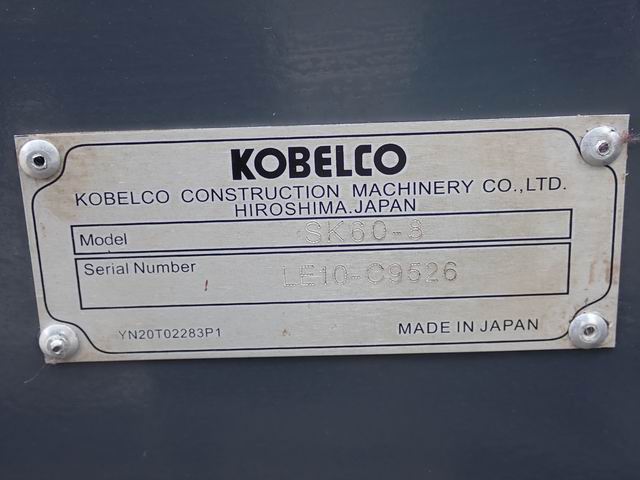 KOBELCO
KOBELCO CONSTRUCTION MACHINERY CO.,LTD.
HIROSHIMA.JAPAN
Model SK60-8
Serial Number LE10-C9526
YN20T02283P1 MADE IN JAPAN